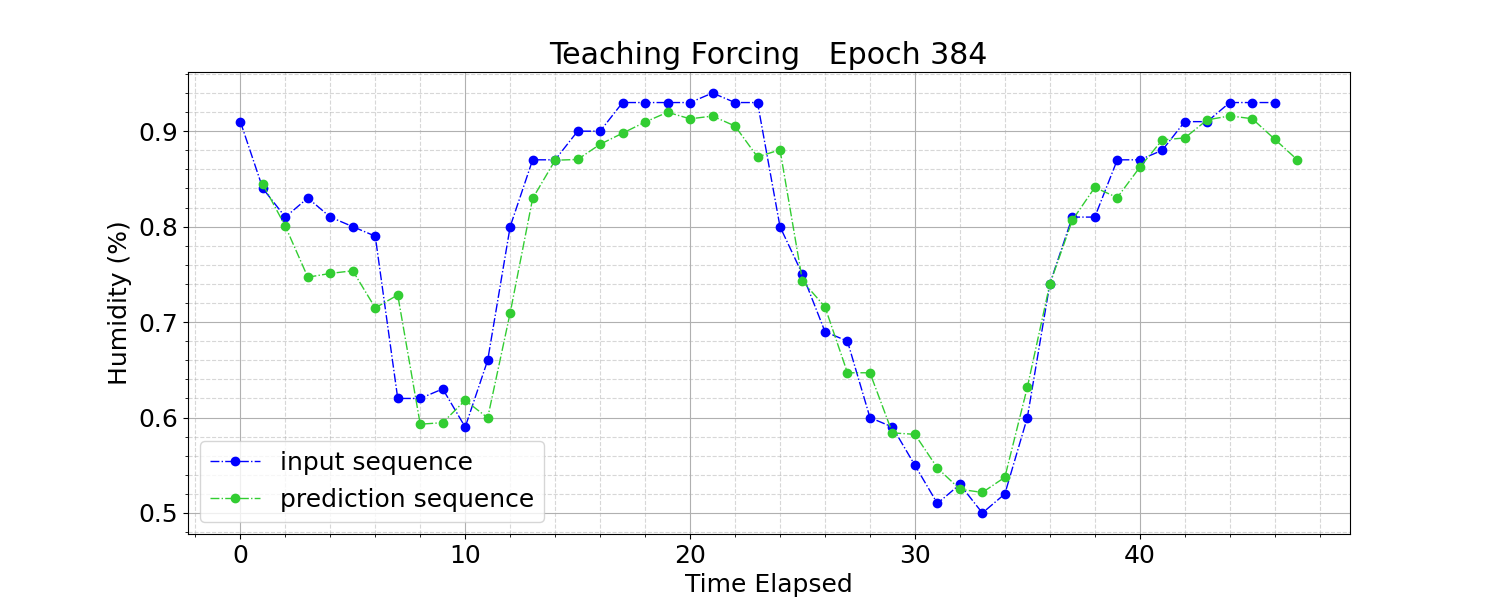 Teaching Forcing   Epoch 384
Humidity (%)
0.9
0.8
0.7
0.6
0.5
input sequence
prediction sequence
0 10 20 30 40
Time Elapsed